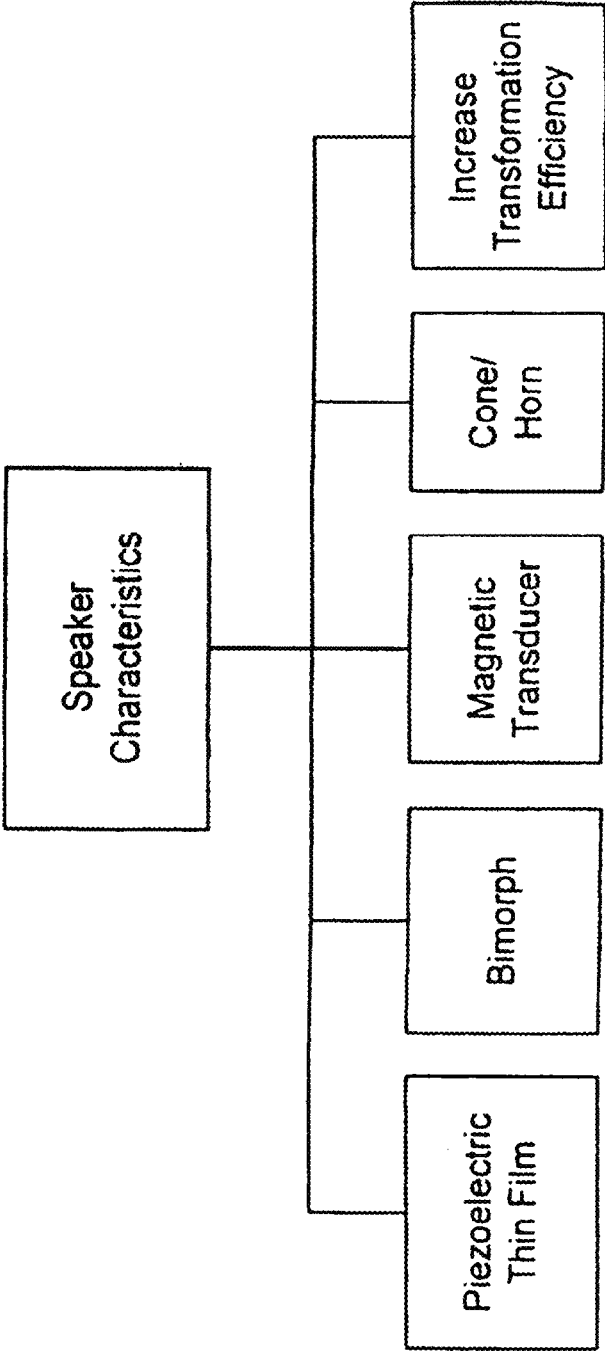 Speaker
Characteristics
Piezoelectric
Thin Film
Bimorph
Magnetic
Transducer
Cone/
Horn
Increase
Transformation
Efficiency